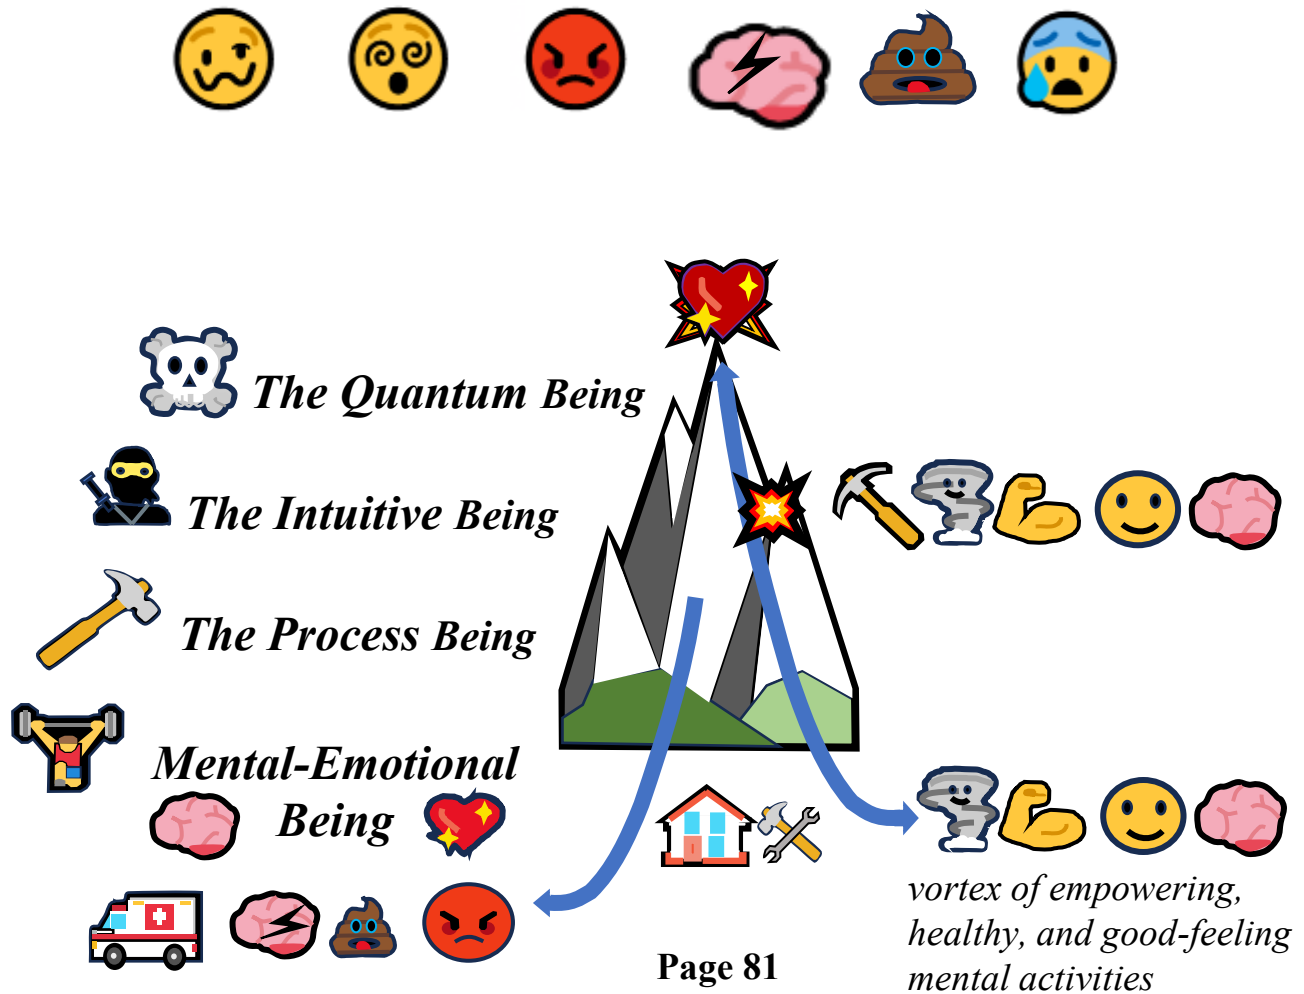 The Quantum Being
The Intuitive Being
The Process Being
Mental-Emotional
Being
vortex of empowering,
healthy, and good-feeling
mental activities
Page 81